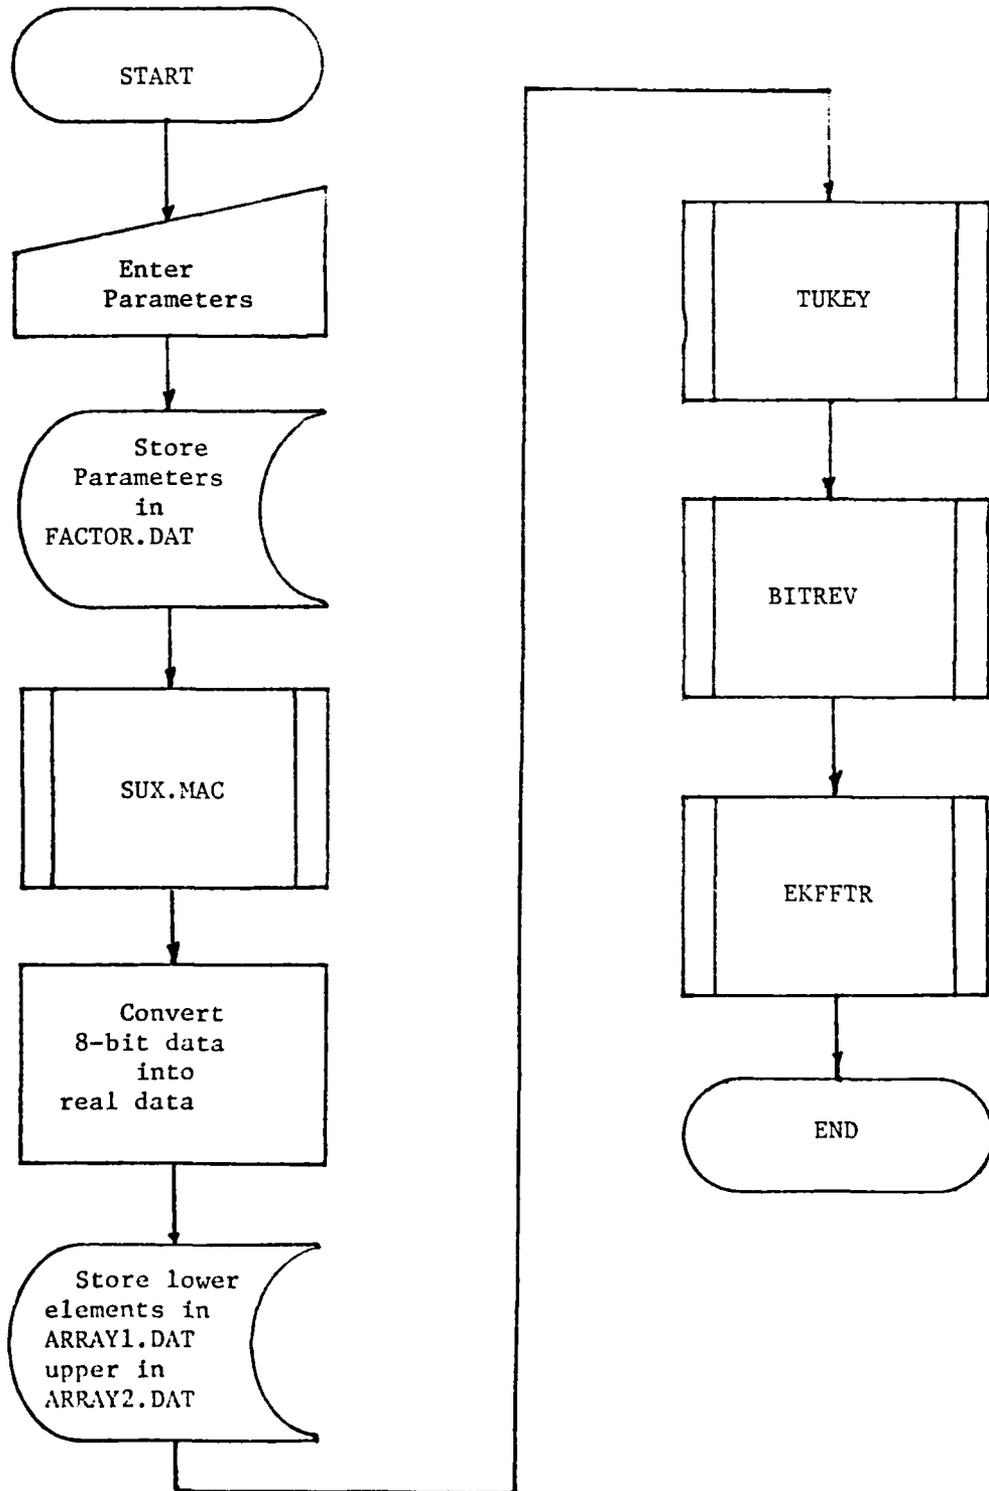 START
Enter
Parameters
Store
Parameters
in
FACTOR.DAT
SUX.MAC
Convert
8-bit data
into
real data
Store lower
elements in
ARRAY1.DAT
upper in
ARRAY2.DAT
TUKEY
BITREV
EKFFTR
END